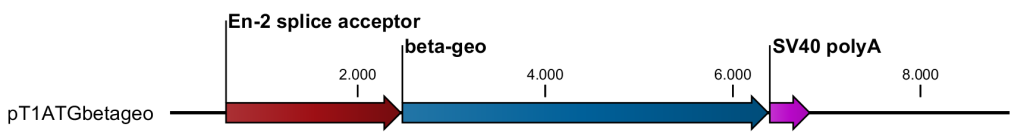 En-2 splice acceptor
beta-geo
SV40 polyA
2.000 4.000 6.000 8.000
pT1ATGbetageo